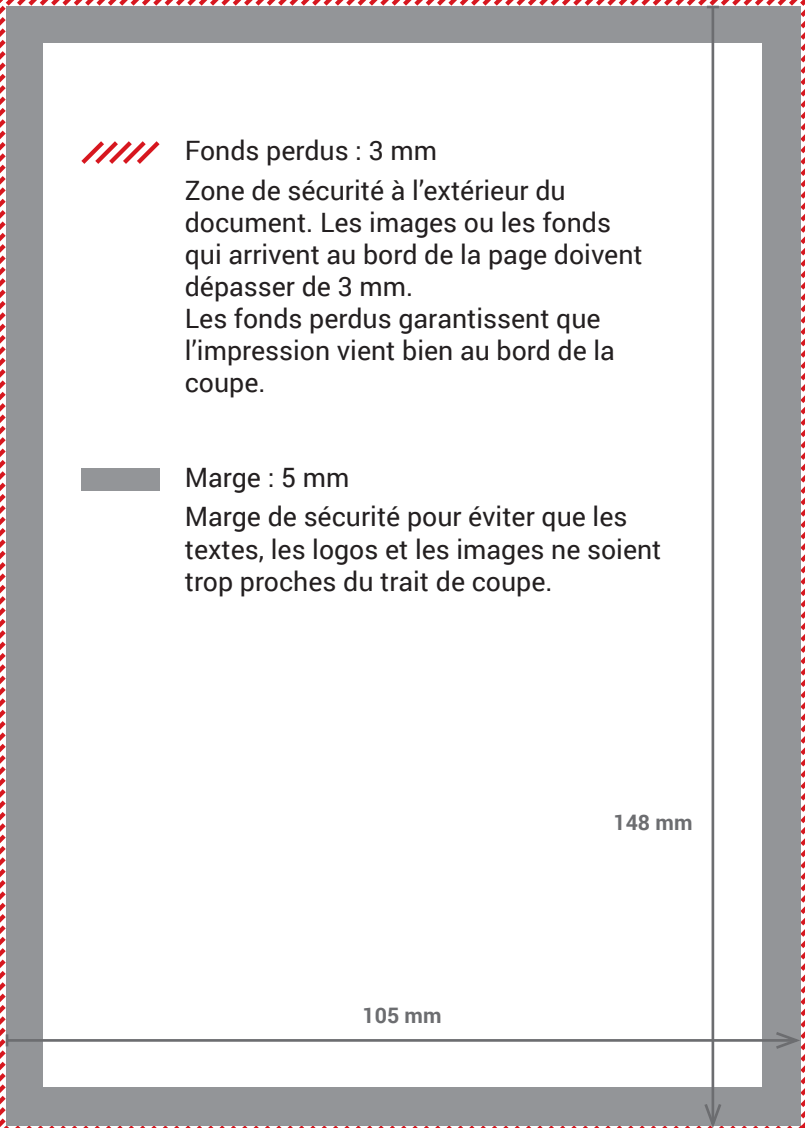 Fonds perdus : 3 mm
Zone de sécurité à l’extérieur du
document. Les images ou les fonds
qui arrivent au bord de la page doivent
dépasser de 3 mm.
Les fonds perdus garantissent que
l’impression vient bien au bord de la
coupe.
Marge : 5 mm
Marge de sécurité pour éviter que les
textes, les logos et les images ne soient
trop proches du trait de coupe.
148 mm
105 mm